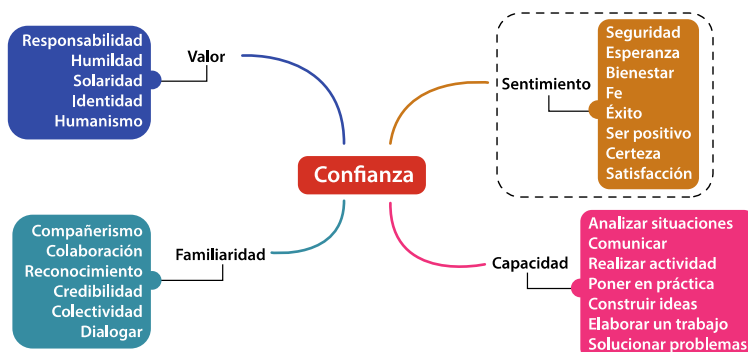 Responsabilidad
Humildad
Solaridad
Identidad
Humanismo
Valor
Sentimiento
Seguridad
Esperanza
Bienestar
Fe
Éxito
Ser positivo
Certeza
Satisfacción
Confianza
Compañerismo
Colaboración
Reconocimiento
Credibilidad
Colectividad
Dialogar
Familiaridad
Capacidad
Analizar situaciones
Comunicar
Realizar actividad
Poner en práctica
Construir ideas
Elaborar un trabajo
Solucionar problemas